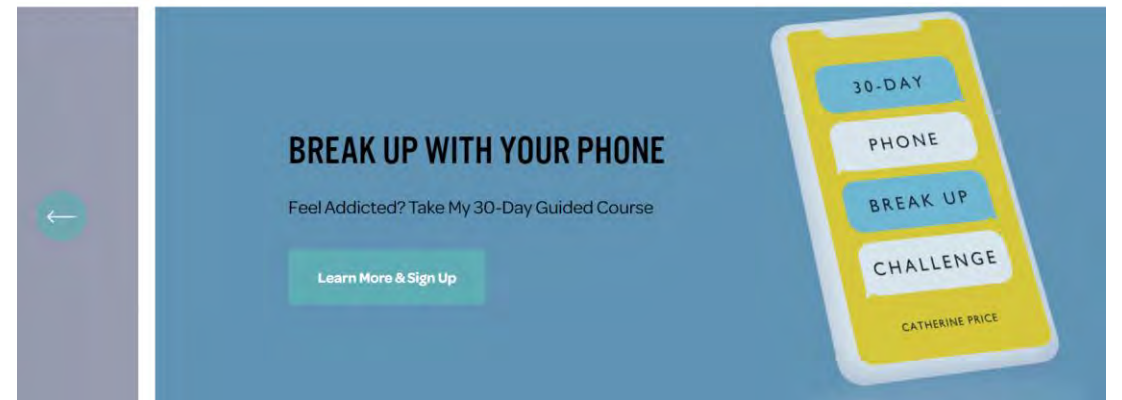 BREAK UP WITH YOUR PHONE
Feel Addicted? Take My 30-Day Guided Course
Learn More & Sign Up
30-DAY
PHONE
BREAK UP
CHALLENGE
CATHERINE PRICE